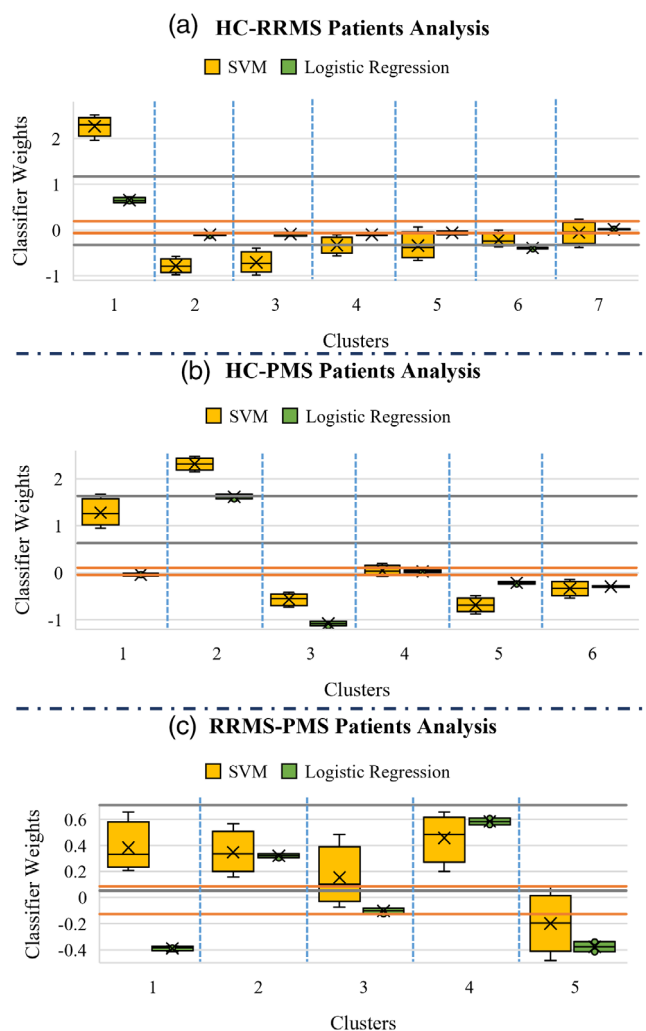 (a) HC-RRMS Patients Analysis
SVM Logistic Regression
Classifier Weights
2
1
0
-1
1 2 3 4 5 6 7
Clusters
(b) HC-PMS Patients Analysis
SVM Logistic Regression
Classifier Weights
2
1
0
-1
1 2 3 4 5 6
Clusters
(c) RRMS-PMS Patients Analysis
SVM Logistic Regression
Classifier Weights
0.6
0.4
0.2
0
-0.2
-0.4
1 2 3 4 5
Clusters